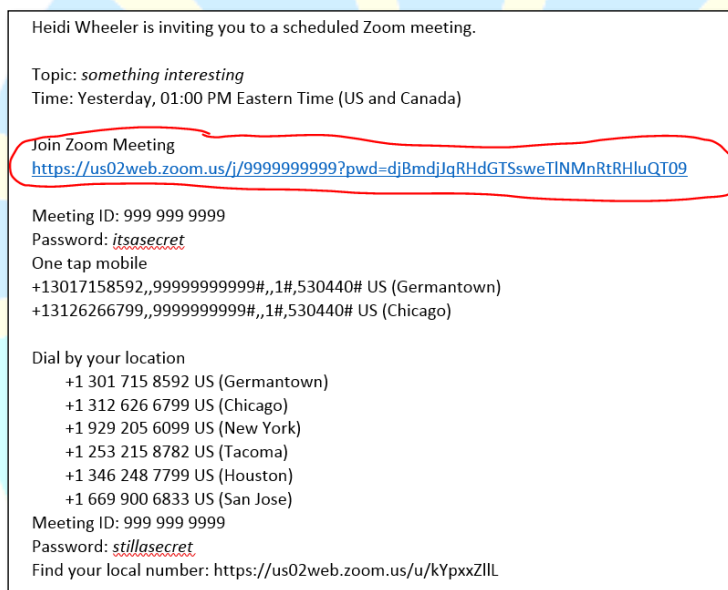 Heidi Wheeler is inviting you to a scheduled Zoom meeting.
Topic: something interesting
Time: Yesterday, 01:00 PM Eastern Time (US and Canada)
Join Zoom Meeting
https://us02web.zoom.us/j/9999999999?pwd=djBmdjJqRHdGTSsweTlNMnRtRHluQT09
Meeting ID: 999 999 9999
Password: itsasecret
One tap mobile
+13017158592,,99999999999#,,1#,530440# US (Germantown)
+13126266799,,9999999999#,,1#,530440# US (Chicago)
Dial by your location
+1 301 715 8592 US (Germantown)
+1 312 626 6799 US (Chicago)
+1 929 205 6099 US (New York)
+1 253 215 8782 US (Tacoma)
+1 346 248 7799 US (Houston)
+1 669 900 6833 US (San Jose)
Meeting ID: 999 999 9999
Password: stillasecret
Find your local number: https://us02web.zoom.us/u/kYpxxZllL